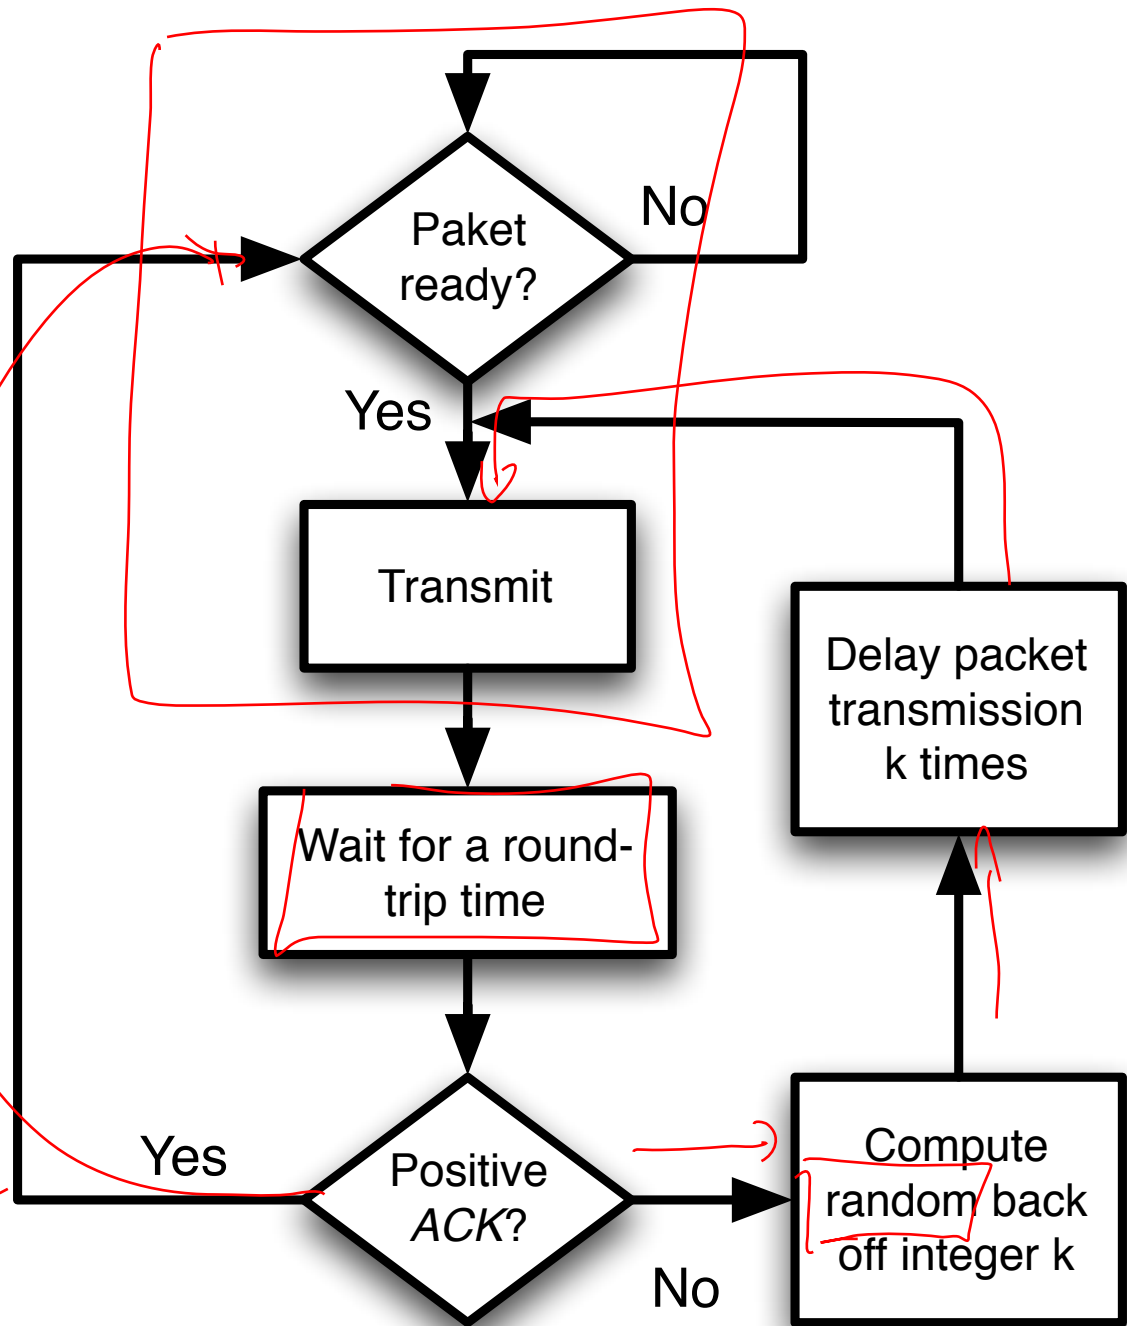 Paket
ready?
No
Yes
Transmit
Delay packet
transmission
k times
Wait for a round-
trip time
Yes
Positive
ACK?
No
Compute
random back
off integer k